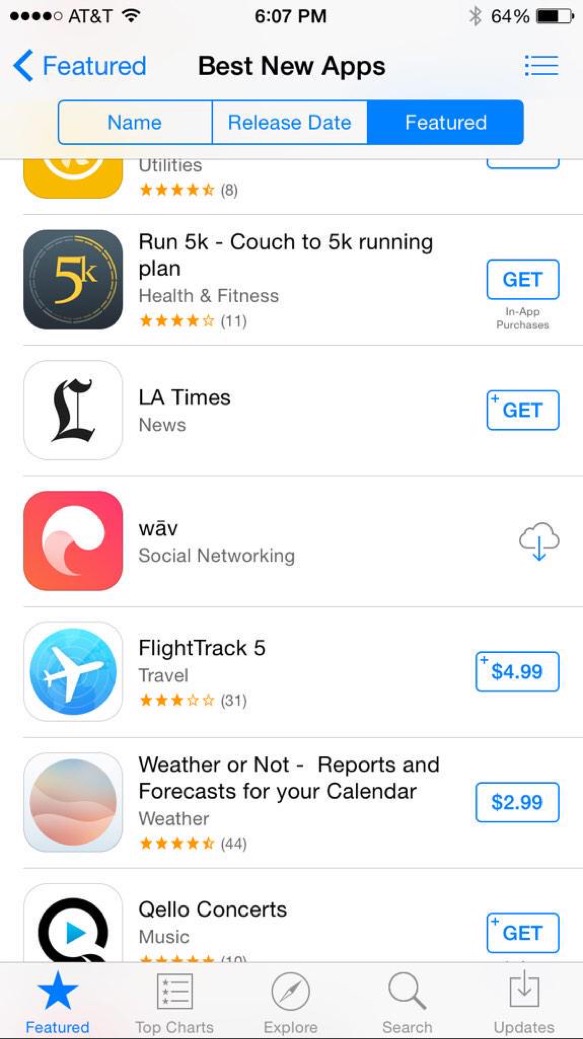 AT&T 6:07 PM 64%
Featured Best New Apps
Name Release Date Featured
Utilities
(8)
5k
Run 5k - Couch to 5k running
plan
Health & Fitness
(11)
GET
In-App
Purchases
L
LA Times
News
+ GET
wāv
Social Networking
FlightTrack 5
Travel
(31)
+ $4.99
Weather or Not - Reports and
Forecasts for your Calendar
Weather
(44)
$2.99
Qello Concerts
Music
+ GET
Featured Top Charts Explore Search Updates